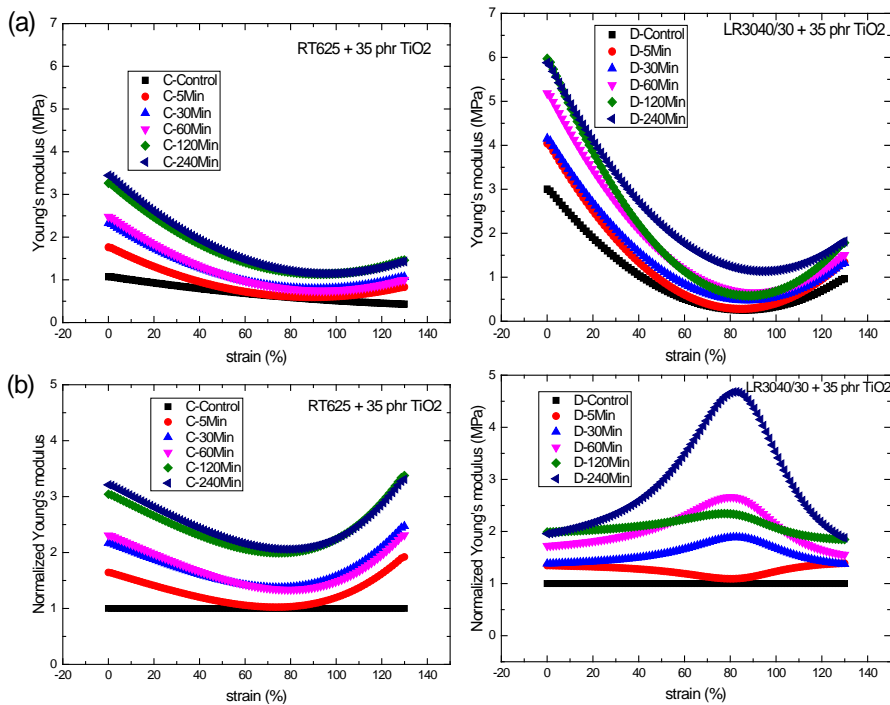 (a)
RT625 + 35 phr TiO2
C-Control
C-5Min
C-30Min
C-60Min
C-120Min
C-240Min
Young's modulus (MPa)
7
6
5
4
3
2
1
0
-20 0 20 40 60 80 100 120 140
strain (%)
LR3040/30 + 35 phr TiO2
D-Control
D-5Min
D-30Min
D-60Min
D-120Min
D-240Min
Young's modulus (MPa)
7
6
5
4
3
2
1
0
-20 0 20 40 60 80 100 120 140
strain (%)
(b)
RT625 + 35 phr TiO2
C-Control
C-5Min
C-30Min
C-60Min
C-120Min
C-240Min
Normalized Young's modulus
5
4
3
2
1
0
-20 0 20 40 60 80 100 120 140
strain (%)
LR3040/30 + 35 phr TiO2
D-Control
D-5Min
D-30Min
D-60Min
D-120Min
D-240Min
Normalized Young's modulus (MPa)
5
4
3
2
1
0
-20 0 20 40 60 80 100 120 140
strain (%)